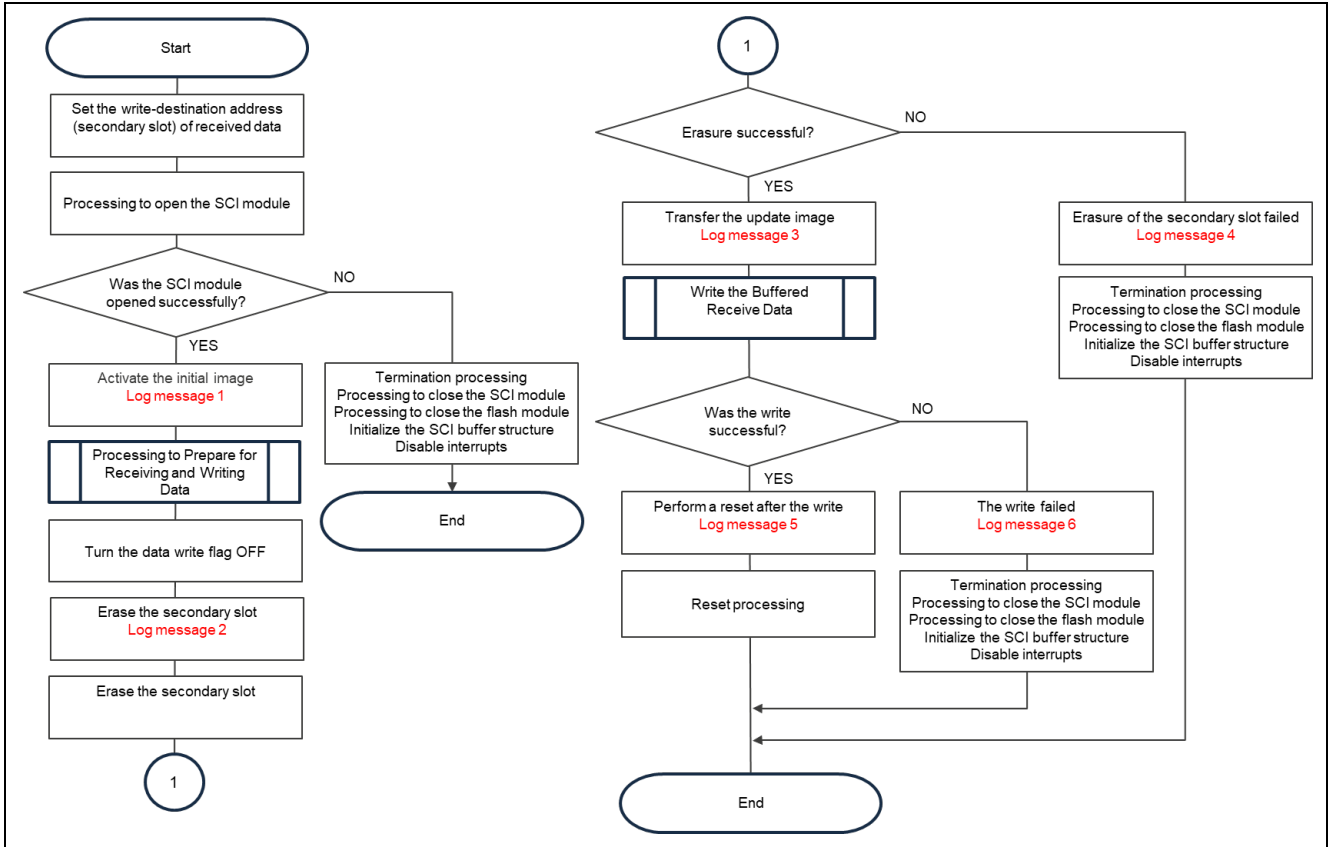 Start
Set the write-destination address
(secondary slot) of received data
Processing to open the SCI module
Was the SCI module
opened successfully?
NO
YES
Activate the initial image
Log message 1
Processing to Prepare for
Receiving and Writing
Data
Turn the data write flag OFF
Erase the secondary slot
Log message 2
Erase the secondary slot
1
Termination processing
Processing to close the SCI module
Processing to close the flash module
Initialize the SCI buffer structure
Disable interrupts
End
1
Erasure successful?
NO
YES
Transfer the update image
Log message 3
Write the Buffered
Receive Data
Was the write
successful?
NO
YES
Perform a reset after the write
Log message 5
Reset processing
The write failed
Log message 6
Termination processing
Processing to close the SCI module
Processing to close the flash module
Initialize the SCI buffer structure
Disable interrupts
Erasure of the secondary slot failed
Log message 4
Termination processing
Processing to close the SCI module
Processing to close the flash module
Initialize the SCI buffer structure
Disable interrupts
End